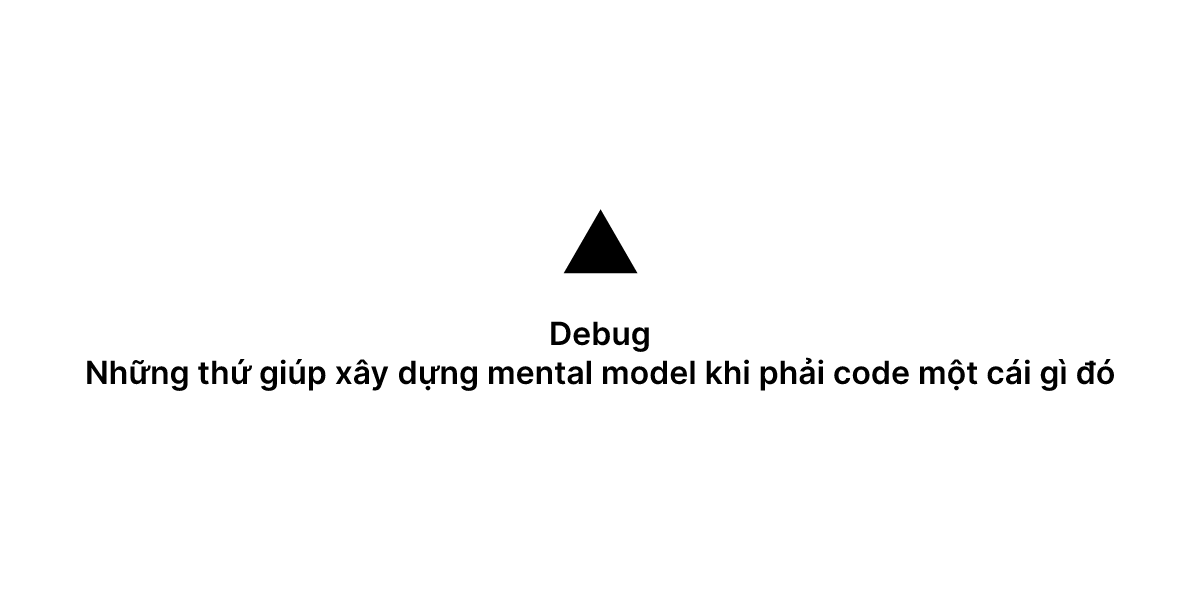 Debug
Những thứ giúp xây dựng mental model khi phải code một cái gì đó